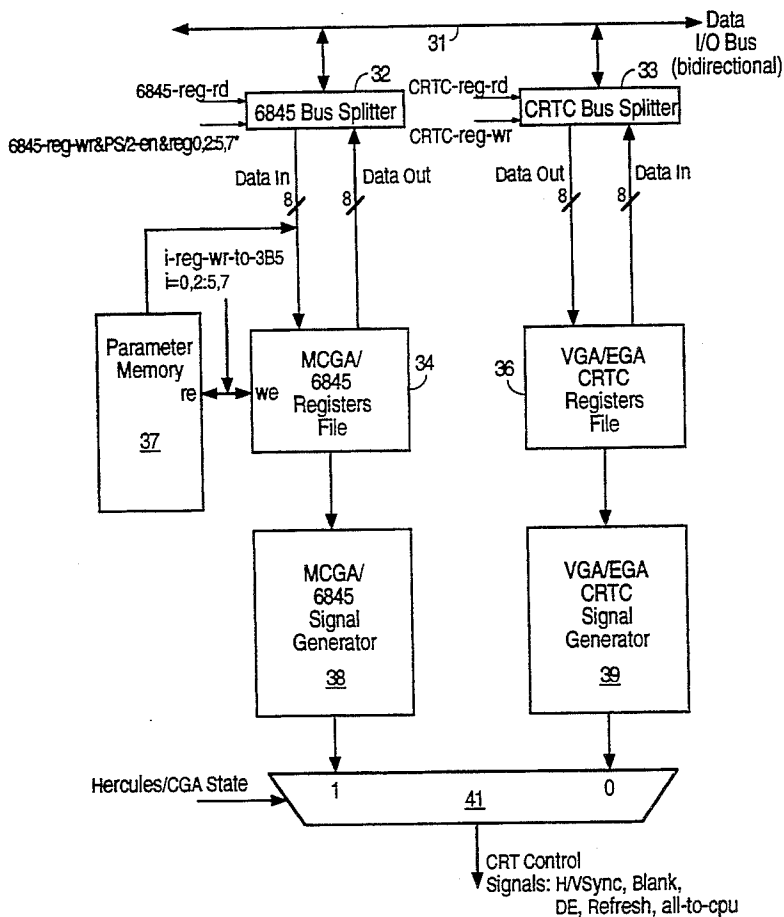 Data
I/O Bus
(bidirectional)
31
32
33
6845-reg-rd
6845 Bus Splitter
6845-reg-wr&PS/2-en&reg0,2:5,7*
CRTC-reg-rd
CRTC Bus Splitter
CRTC-reg-wr
Data In
8
Data Out
8
Data Out
8
Data In
8
i-reg-wr-to-3B5
i=0,2:5,7
Parameter
Memory
re
37
we
MCGA/
6845
Registers
File
34
36
VGA/EGA
CRTC
Registers
File
MCGA/
6845
Signal
Generator
38
VGA/EGA
CRTC
Signal
Generator
39
Hercules/CGA State
1
41
0
CRT Control
Signals: H/VSync, Blank,
DE, Refresh, all-to-cpu